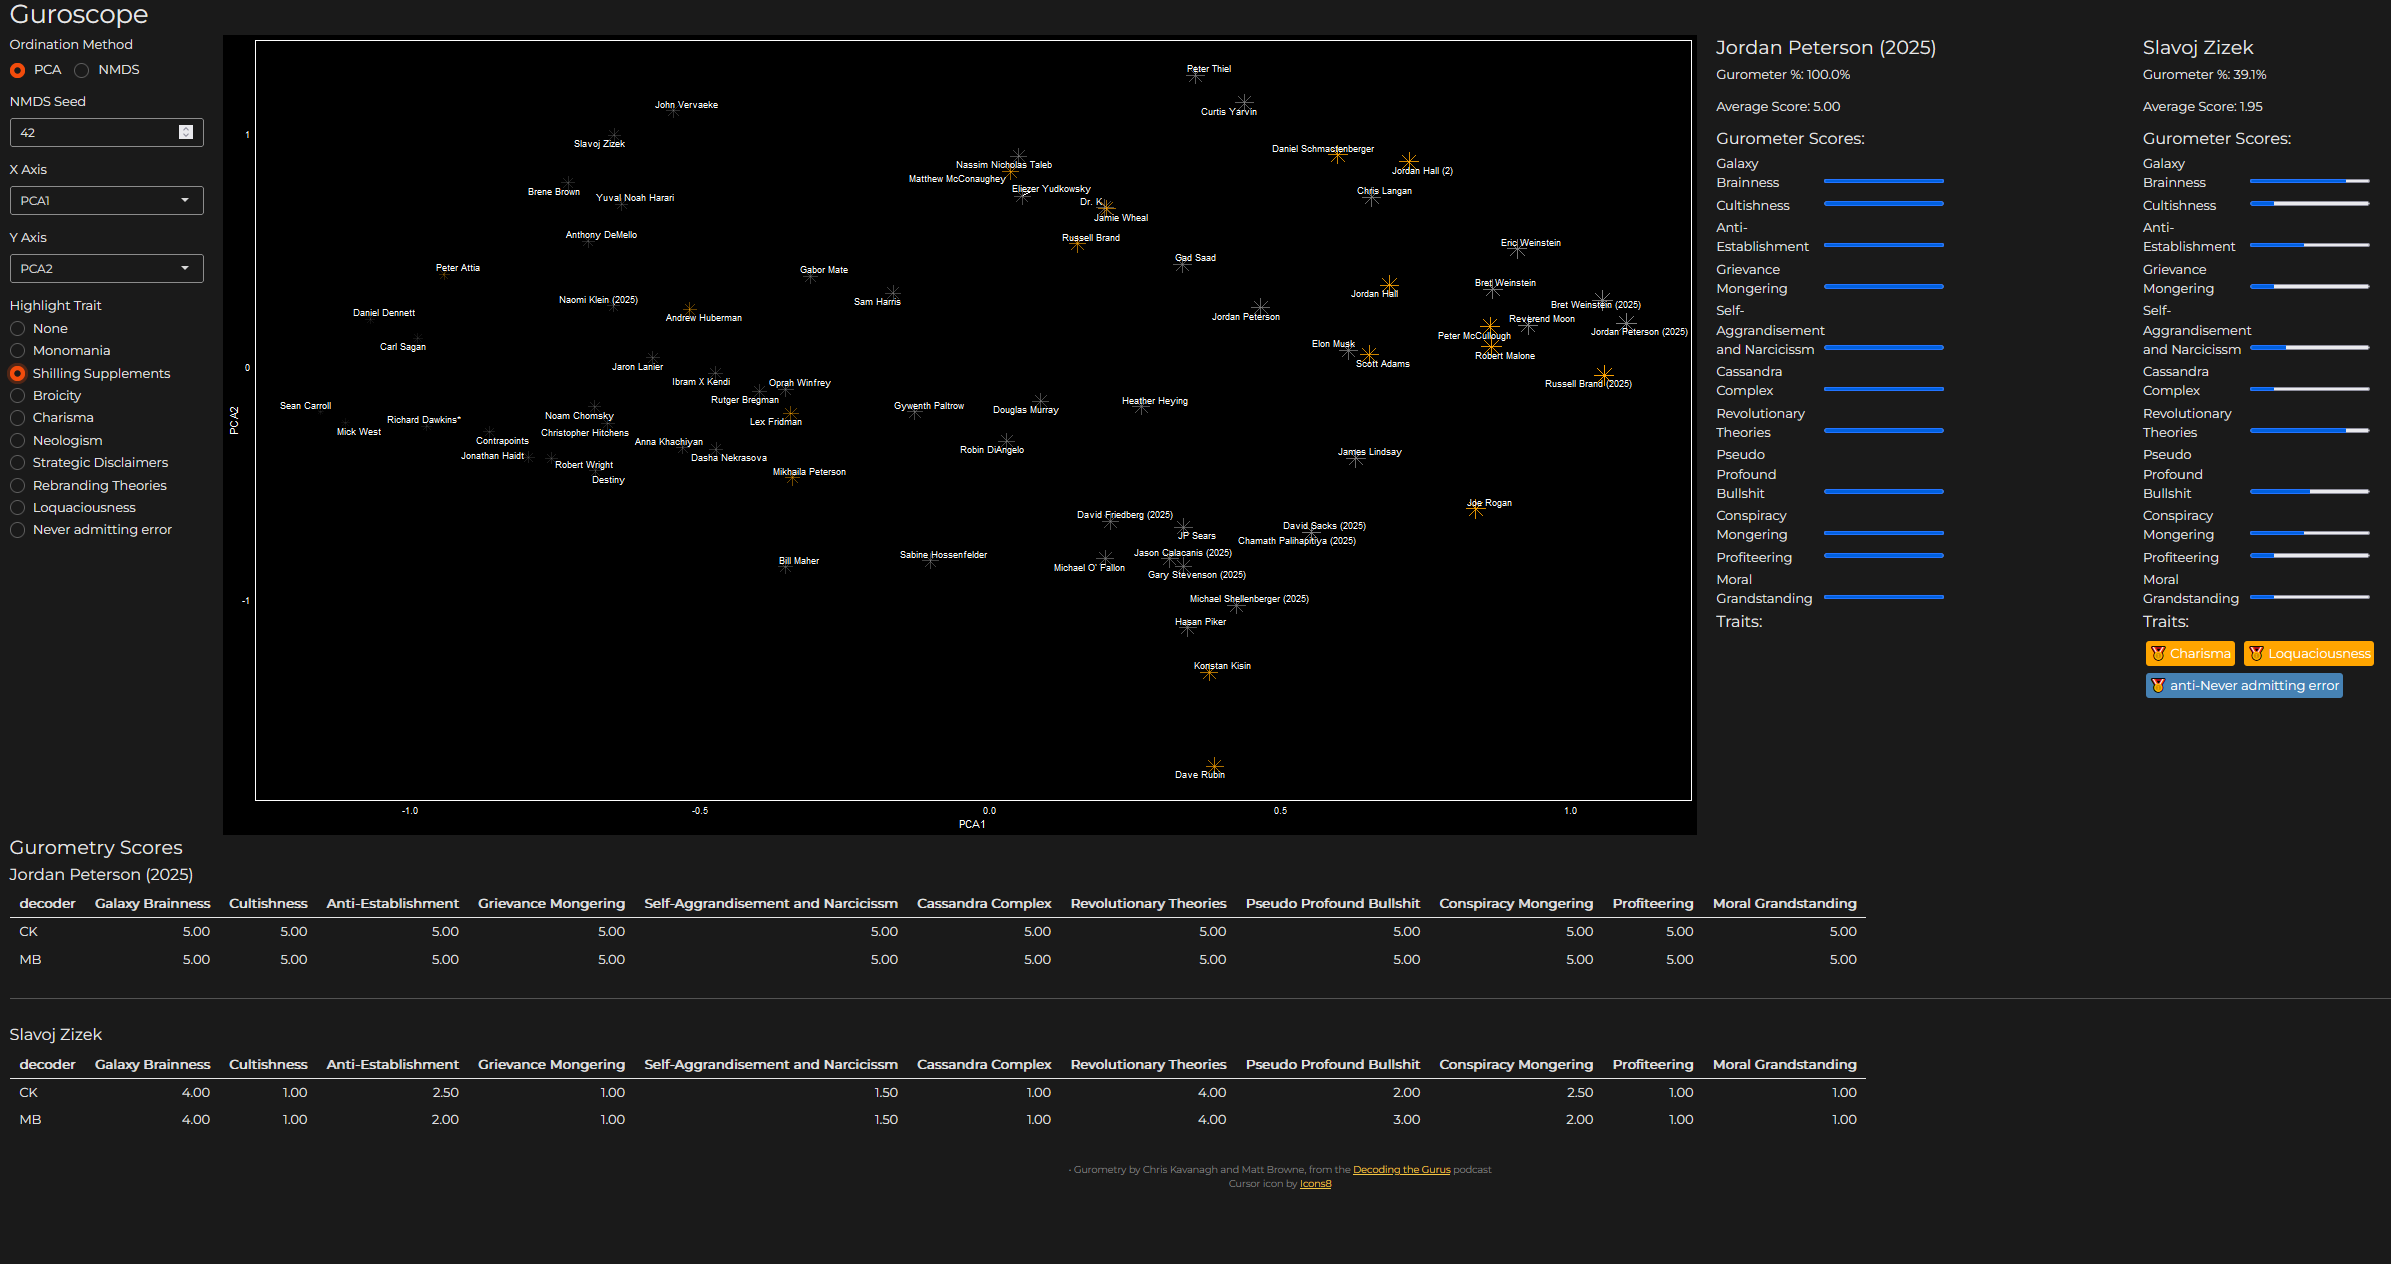 Guroscope
Ordination Method
PCA NMDS
NMDS Seed
42
X Axis
PCA1
Y Axis
PCA2
Highlight Trait
None
Monomania
Shilling Supplements
Broicity
Charisma
Neologism
Strategic Disclaimers
Rebranding Theories
Loquaciousness
Never admitting error
Peter Thiel
John Vervaeke
Curtis Yarvin
Slavoj Zizek
Daniel Schmactenberger
Nassim Nicholas Taleb
Jordan Hall (2)
Matthew McConaughey
Eliezer Yudkowsky
Chris Langan
Brene Brown
Yuval Noah Harari
Dr. K
Jamie Wheal
Anthony DeMello
Russell Brand
Eric Weinstein
Gad Saad
Peter Attia
Gabor Mate
Bret Weinstein
Jordan Hall
Naomi Klein (2025)
Sam Harris
Bret Weinstein (2025)
Daniel Dennett
Andrew Huberman
Jordan Peterson
Reverend Moon
Jordan Peterson (2025)
Peter McCullough
Carl Sagan
Elon Musk
Robert Malone
Scott Adams
Jaron Lanier
Ibram X Kendi
Oprah Winfrey
Russell Brand (2025)
Rutger Bregman
Heather Heying
Sean Carroll
Gywenth Paltrow
Douglas Murray
Noam Chomsky
Richard Dawkins*
Lex Fridman
Mick West
Christopher Hitchens
Contrapoints
Anna Khachiyan
Robin DiAngelo
James Lindsay
Jonathan Haidt
Dasha Nekrasova
Robert Wright
Mikhaila Peterson
Destiny
Joe Rogan
David Friedberg (2025)
David Sacks (2025)
JP Sears
Chamath Palihapitiya (2025)
Sabine Hossenfelder
Jason Calacanis (2025)
Bill Maher
Michael O' Fallon
Gary Stevenson (2025)
Michael Shellenberger (2025)
Hasan Piker
Konstan Kisin
Dave Rubin
1
0
-1
PCA2
-1.0 -0.5 0.0 0.5 1.0
PCA1
Jordan Peterson (2025)
Gurometer %: 100.0%
Average Score: 5.00
Gurometer Scores:
Galaxy
Brainness
Cultishness
Anti-
Establishment
Grievance
Mongering
Self-
Aggrandisement
and Narcicissm
Cassandra
Complex
Revolutionary
Theories
Pseudo
Profound
Bullshit
Conspiracy
Mongering
Profiteering
Moral
Grandstanding
Traits:
Slavoj Zizek
Gurometer %: 39.1%
Average Score: 1.95
Gurometer Scores:
Galaxy
Brainness
Cultishness
Anti-
Establishment
Grievance
Mongering
Self-
Aggrandisement
and Narcicissm
Cassandra
Complex
Revolutionary
Theories
Pseudo
Profound
Bullshit
Conspiracy
Mongering
Profiteering
Moral
Grandstanding
Traits:
Charisma Loquaciousness
anti-Never admitting error
Gurometry Scores
Jordan Peterson (2025)
decoder Galaxy Brainness Cultishness Anti-Establishment Grievance Mongering Self-Aggrandisement and Narcicissm Cassandra Complex Revolutionary Theories Pseudo Profound Bullshit Conspiracy Mongering Profiteering Moral Grandstanding
CK 5.00 5.00 5.00 5.00 5.00 5.00 5.00 5.00 5.00 5.00 5.00
MB 5.00 5.00 5.00 5.00 5.00 5.00 5.00 5.00 5.00 5.00 5.00
Slavoj Zizek
decoder Galaxy Brainness Cultishness Anti-Establishment Grievance Mongering Self-Aggrandisement and Narcicissm Cassandra Complex Revolutionary Theories Pseudo Profound Bullshit Conspiracy Mongering Profiteering Moral Grandstanding
CK 4.00 1.00 2.50 1.00 1.50 1.00 4.00 2.00 2.50 1.00 1.00
MB 4.00 1.00 2.00 1.00 1.50 1.00 4.00 3.00 2.00 1.00 1.00
• Gurometry by Chris Kavanagh and Matt Browne, from the Decoding the Gurus podcast
Cursor icon by Icons8